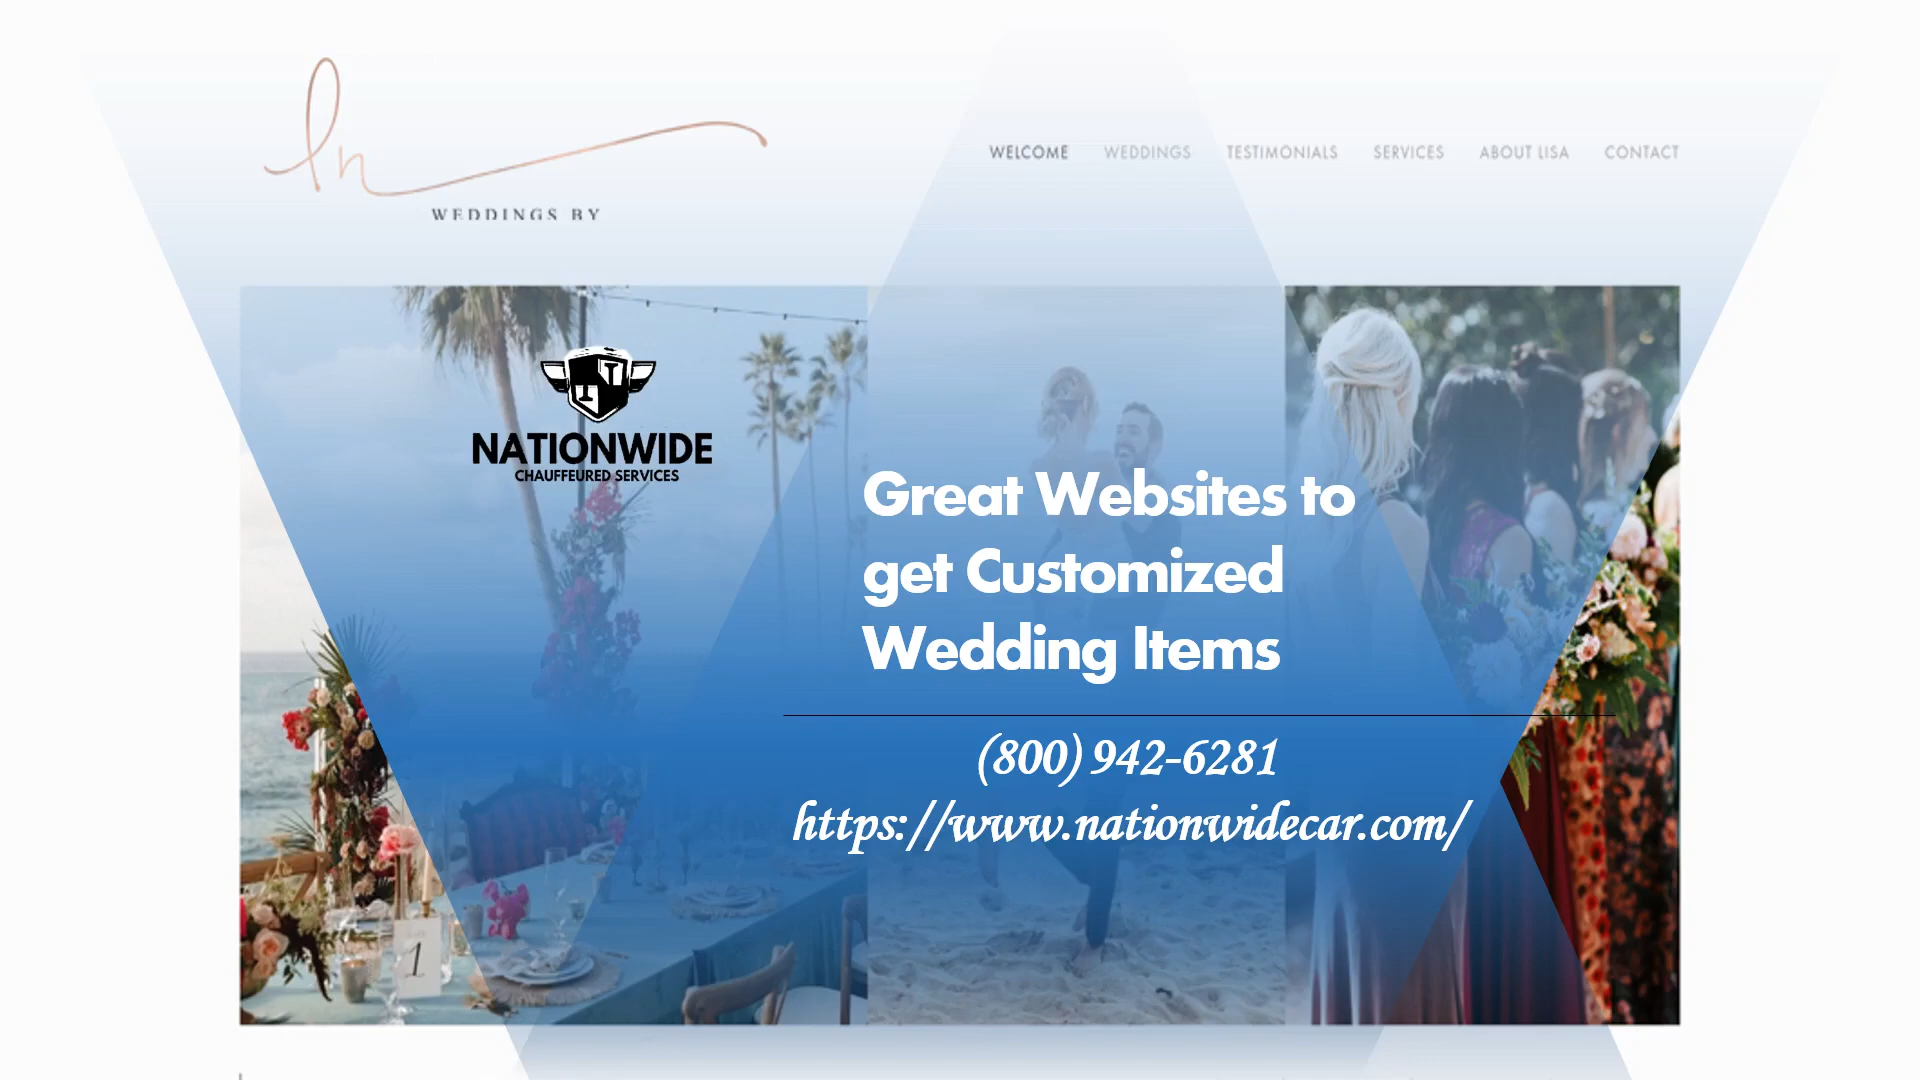 WEDDINGS BY
WELCOME WEDDINGS TESTIMONIALS SERVICES ABOUT LISA CONTACT
NATIONWIDE
CHAUFFEURED SERVICES
Great Websites to
get Customized
Wedding Items
(800) 942-6281
https://www.nationwidecar.com/
1